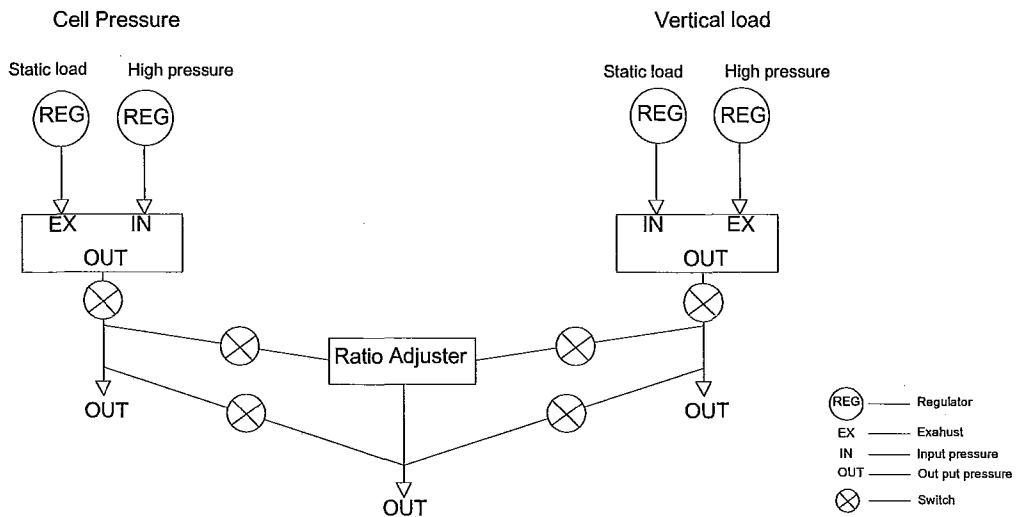 Cell Pressure
Vertical load
Static load
High pressure
Static load
High pressure
REG
REG
REG
REG
EX
IN
IN
EX
OUT
OUT
Ratio Adjuster
OUT
OUT
OUT
REG Regulator
EX Exahust
IN Input pressure
OUT Out put pressure
Switch